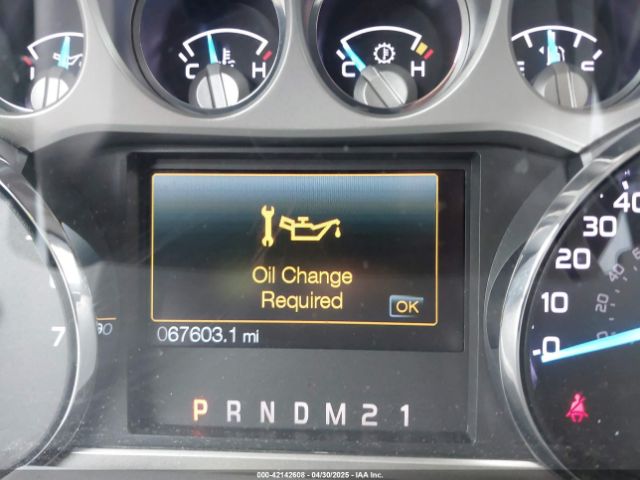 C H C H E F
Oil Change
Required
OK
067603.1 mi
7
P R N D M 2 1
40
30
20
10
0
000-42142608 - 04/30/2025 - IAA Inc.